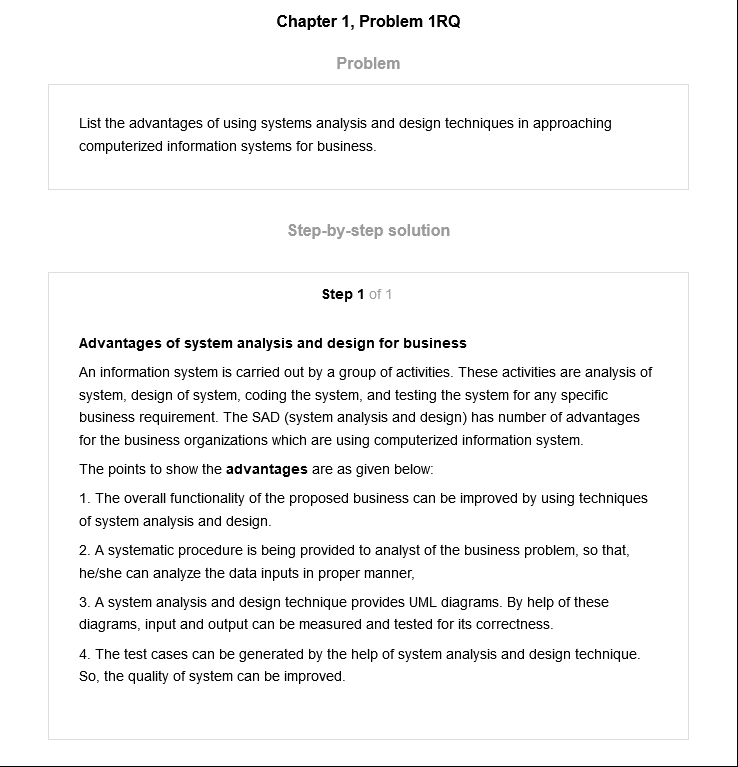 Chapter 1, Problem 1RQ
Problem
List the advantages of using systems analysis and design techniques in approaching
computerized information systems for business.
Step-by-step solution
Step 1 of 1
Advantages of system analysis and design for business
An information system is carried out by a group of activities. These activities are analysis of
system, design of system, coding the system, and testing the system for any specific
business requirement. The SAD (system analysis and design) has number of advantages
for the business organizations which are using computerized information system.
The points to show the advantages are as given below:
1. The overall functionality of the proposed business can be improved by using techniques
of system analysis and design.
2. A systematic procedure is being provided to analyst of the business problem, so that,
he/she can analyze the data inputs in proper manner,
3. A system analysis and design technique provides UML diagrams. By help of these
diagrams, input and output can be measured and tested for its correctness.
4. The test cases can be generated by the help of system analysis and design technique.
So, the quality of system can be improved.